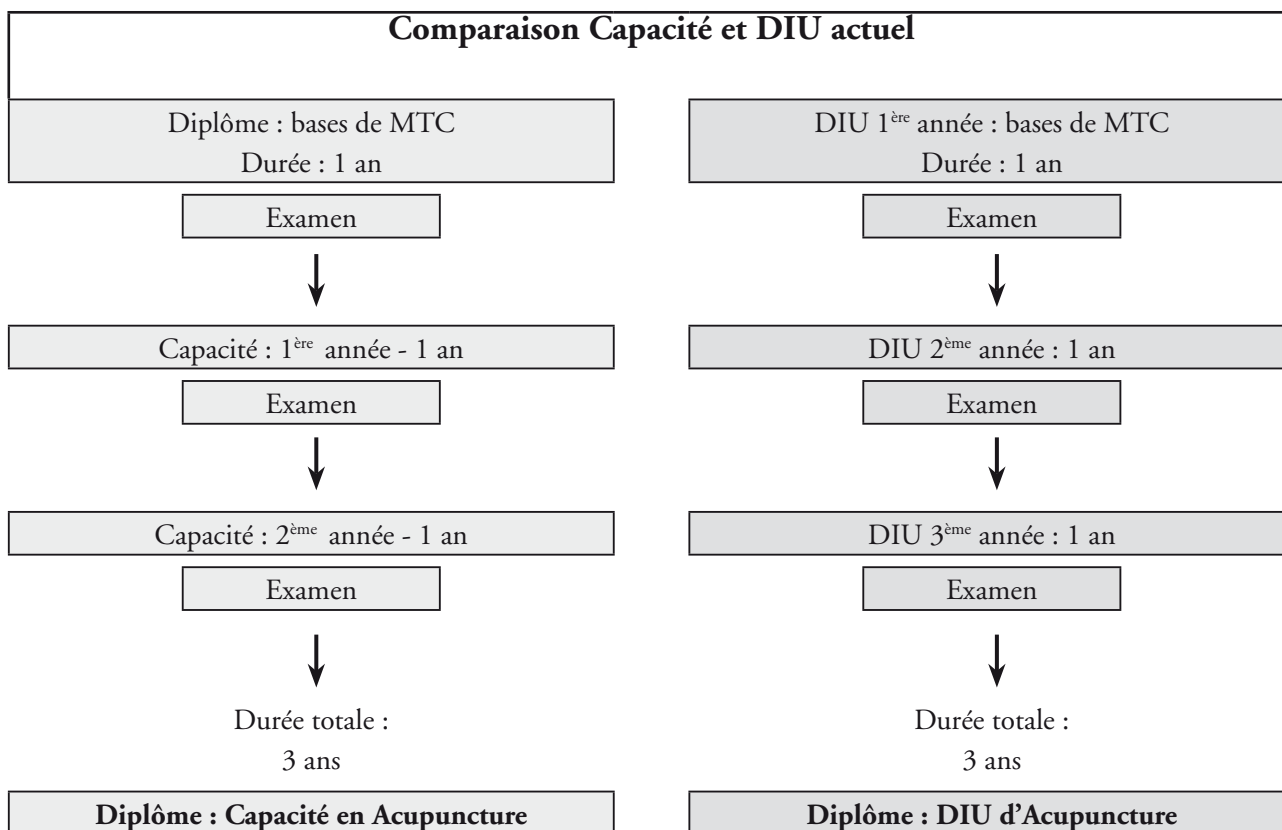 Comparaison Capacité et DIU actuel
Diplôme : bases de MTC
Durée : 1 an
Examen
Capacité : 1ère année - 1 an
Examen
Capacité : 2ème année - 1 an
Examen
Durée totale :
3 ans
Diplôme : Capacité en Acupuncture
DIU 1ère année : bases de MTC
Durée : 1 an
Examen
DIU 2ème année : 1 an
Examen
DIU 3ème année : 1 an
Examen
Durée totale :
3 ans
Diplôme : DIU d'Acupuncture